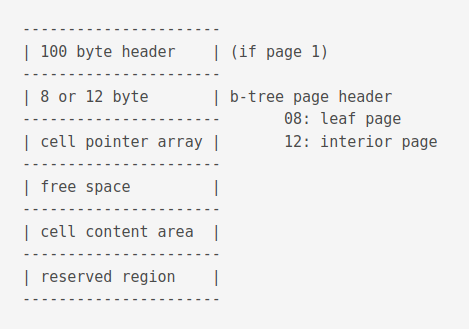 ----------------------
| 100 byte header    | (if page 1)
----------------------
| 8 or 12 byte       | b-tree page header
----------------------       08: leaf page
| cell pointer array |       12: interior page
----------------------
| free space         |
----------------------
| cell content area  |
----------------------
| reserved region    |
----------------------